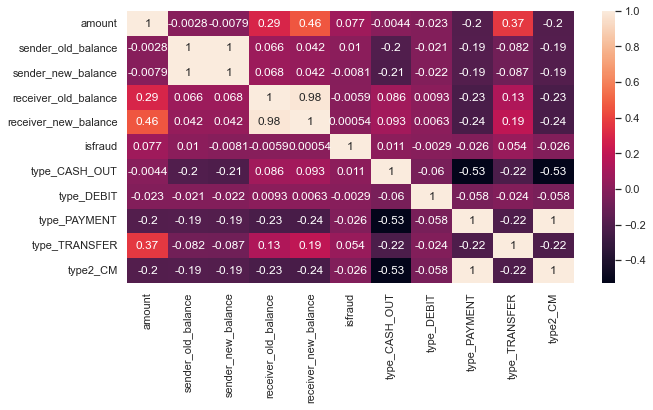 amount 1 -0.0028 -0.0079 0.29 0.46 0.077 -0.0044 -0.023 -0.2 0.37 -0.2
sender_old_balance -0.0028 1 1 0.066 0.042 0.01 -0.2 -0.021 -0.19 -0.082 -0.19
sender_new_balance -0.0079 1 1 0.068 0.042 -0.0081 -0.21 -0.022 -0.19 -0.087 -0.19
receiver_old_balance 0.29 0.066 0.068 1 0.98 -0.0059 0.086 0.0093 -0.23 0.13 -0.23
receiver_new_balance 0.46 0.042 0.042 0.98 1 0.00054 0.093 0.0063 -0.24 0.19 -0.24
isfraud 0.077 0.01 -0.0081 -0.0059 0.00054 1 0.011 -0.0029 -0.026 0.054 -0.026
type_CASH_OUT -0.0044 -0.2 -0.21 0.086 0.093 0.011 1 -0.06 -0.53 -0.22 -0.53
type_DEBIT -0.023 -0.021 -0.022 0.0093 0.0063 -0.0029 -0.06 1 -0.058 -0.024 -0.058
type_PAYMENT -0.2 -0.19 -0.19 -0.23 -0.24 -0.026 -0.53 -0.058 1 -0.22 1
type_TRANSFER 0.37 -0.082 -0.087 0.13 0.19 0.054 -0.22 -0.024 -0.22 1 -0.22
type2_CM -0.2 -0.19 -0.19 -0.23 -0.24 -0.026 -0.53 -0.058 1 -0.22 1
amount
sender_old_balance
sender_new_balance
receiver_old_balance
receiver_new_balance
isfraud
type_CASH_OUT
type_DEBIT
type_PAYMENT
type_TRANSFER
type2_CM
1.0
0.8
0.6
0.4
0.2
0.0
-0.2
-0.4